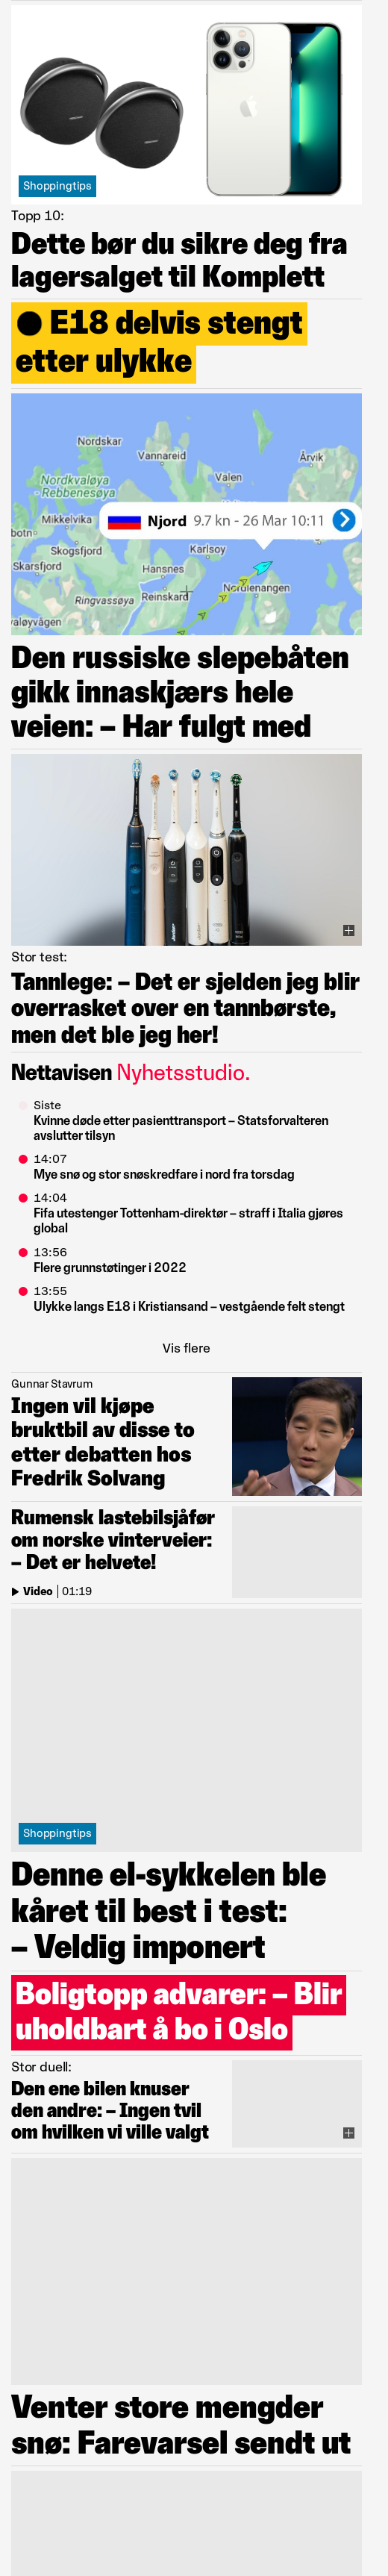 Shoppingtips
Topp 10:
Dette bør du sikre deg fra
lagersalget til Komplett
E18 delvis stengt
etter ulykke
Nordskar
Vannareid
Årvik
Nordkvaløya
- Rebbenesøya
Valen
Mikkelvika
Njord 9.7 kn - 26 Mar 10:11
botn
Skogsfjord
Karlsoy
Skarsfjord
Hansnes
Reinskard
Nordlenangen
Ringvassøya
valøyvågen
Den russiske slepebåten
gikk innaskjærs hele
veien: – Har fulgt med
Stor test:
Tannlege: – Det er sjelden jeg blir
overrasket over en tannbørste,
men det ble jeg her!
Nettavisen Nyhetsstudio.
Siste
Kvinne døde etter pasienttransport – Statsforvalteren
avslutter tilsyn
14:07
Mye snø og stor snøskredfare i nord fra torsdag
14:04
Fifa utestenger Tottenham-direktør – straff i Italia gjøres
global
13:56
Flere grunnstøtinger i 2022
13:55
Ulykke langs E18 i Kristiansand – vestgående felt stengt
Vis flere
Gunnar Stavrum
Ingen vil kjøpe
bruktbil av disse to
etter debatten hos
Fredrik Solvang
Rumensk lastebilsjåfør
om norske vinterveier:
– Det er helvete!
Video | 01:19
Shoppingtips
Denne el-sykkelen ble
kåret til best i test:
– Veldig imponert
Boligtopp advarer: – Blir
uholdbart å bo i Oslo
Stor duell:
Den ene bilen knuser
den andre: – Ingen tvil
om hvilken vi ville valgt
Venter store mengder
snø: Farevarsel sendt ut